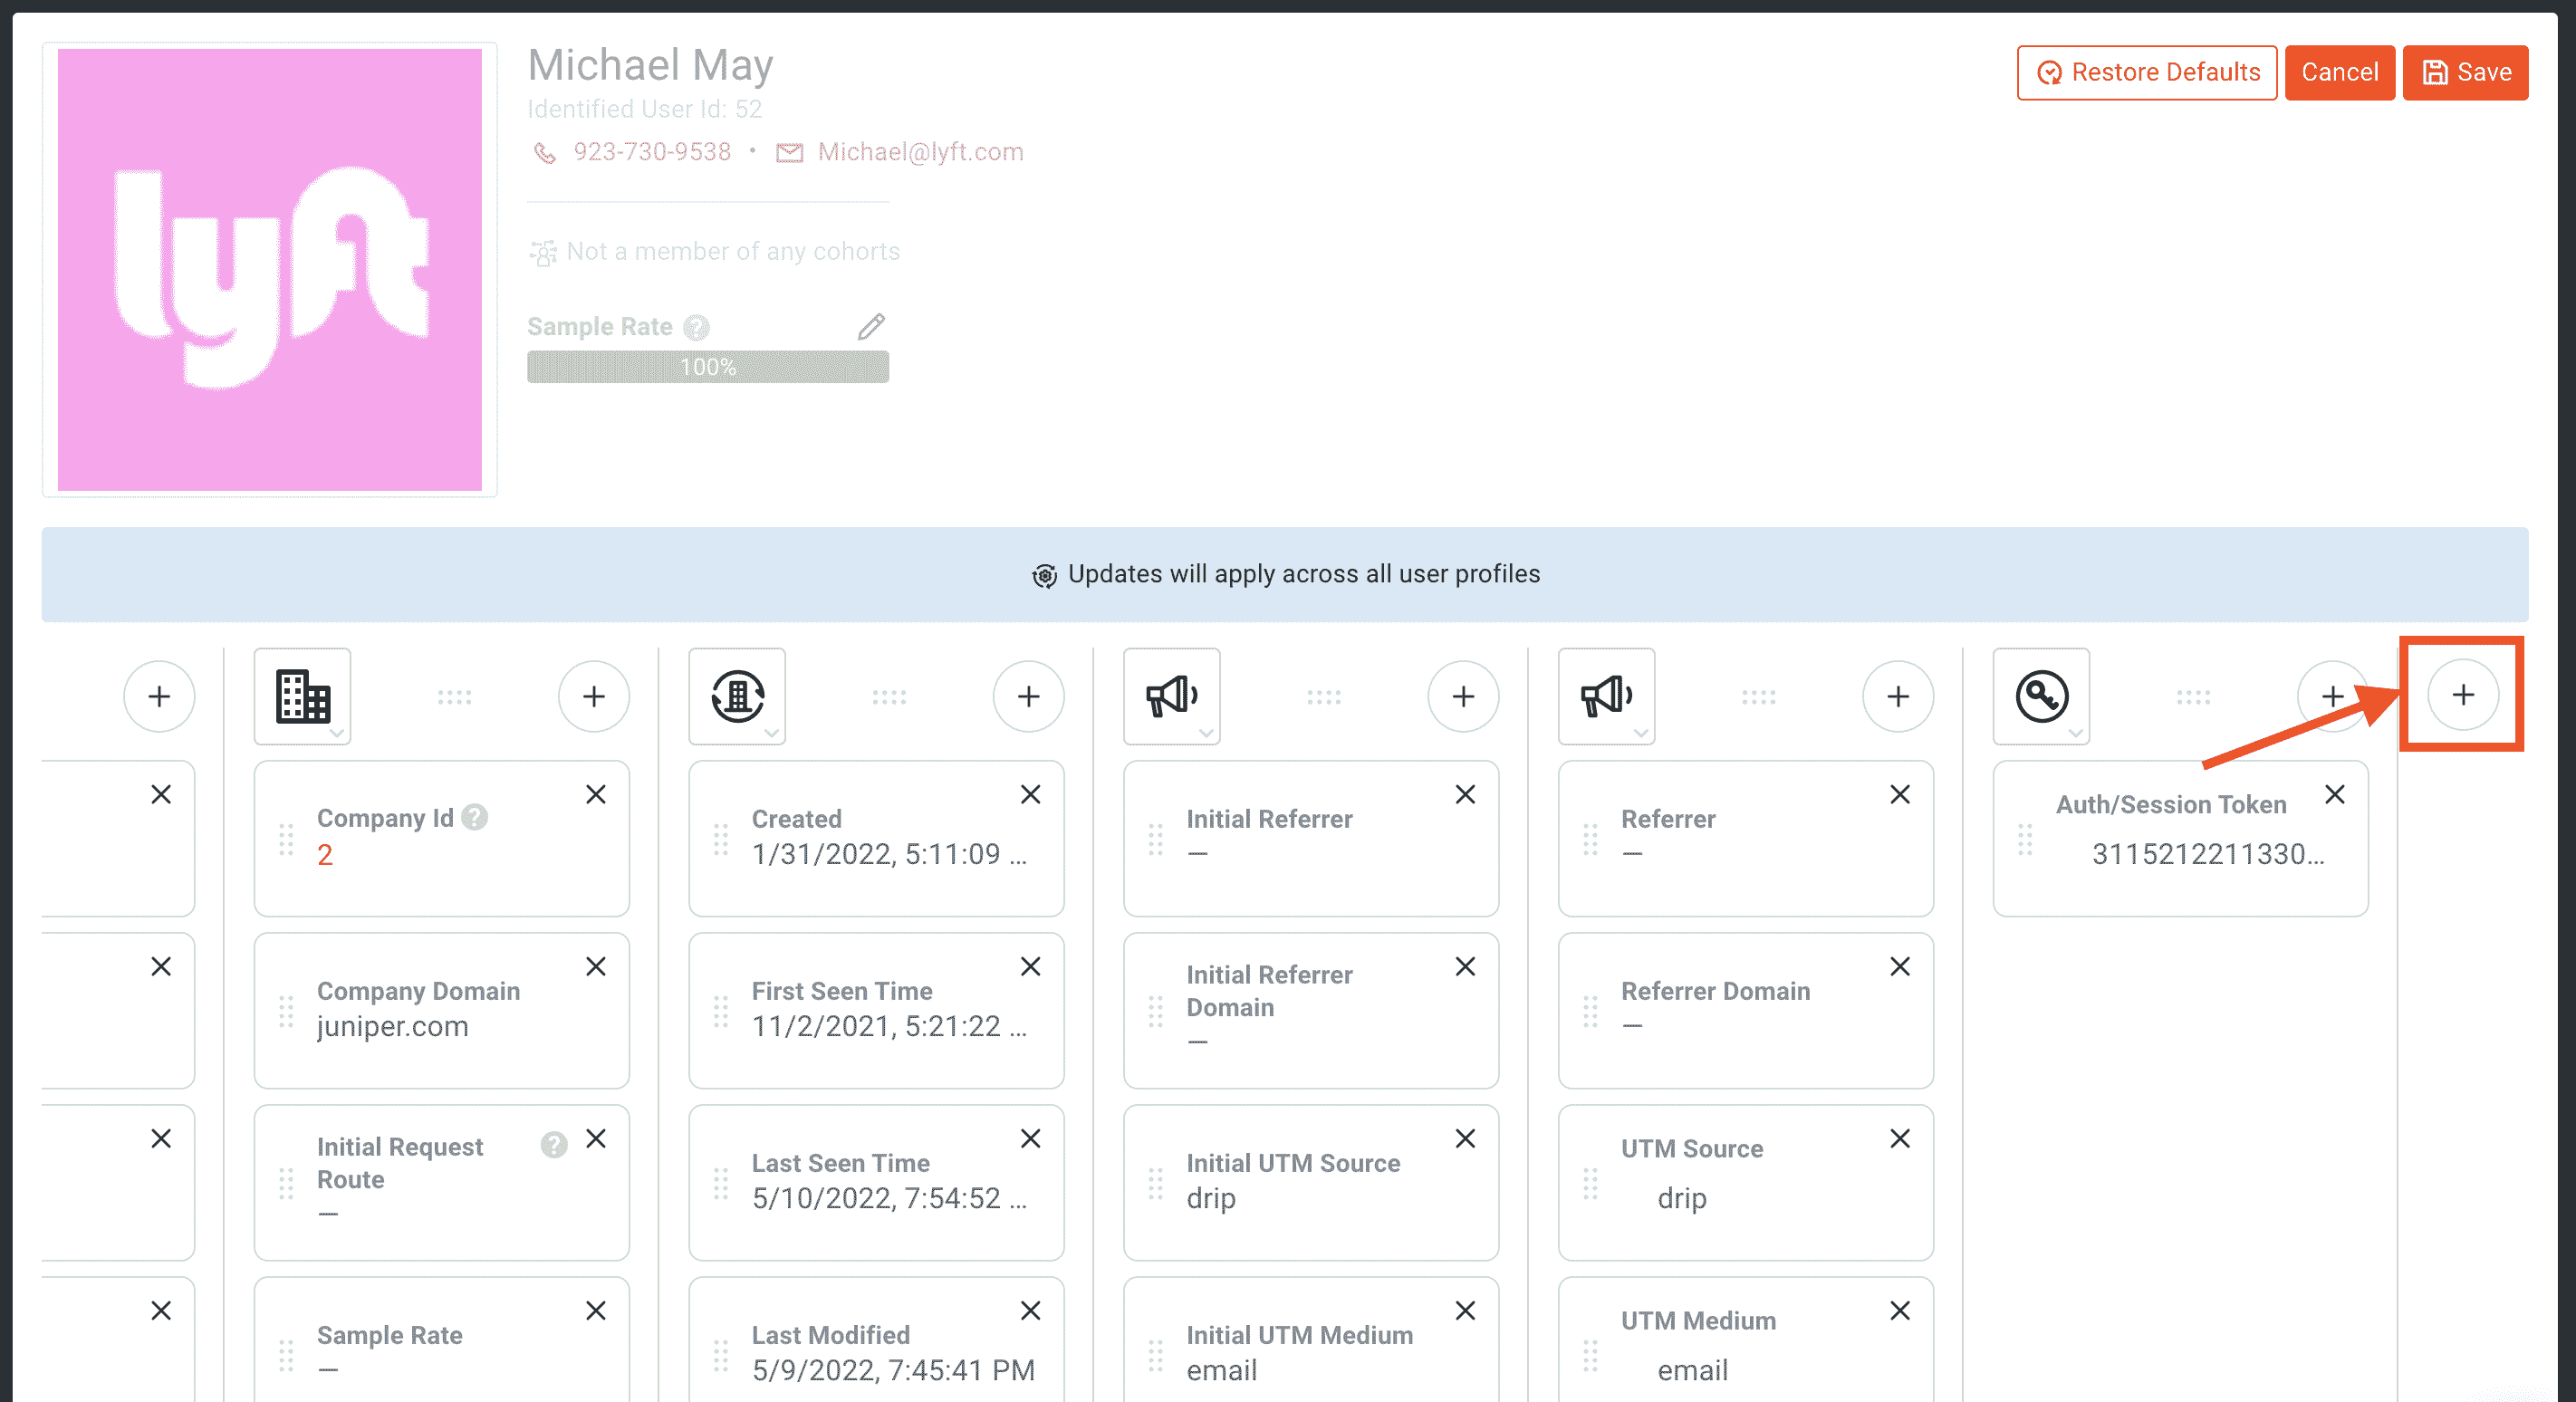 lyft
Michael May
Identified User Id: 52
923-730-9538 • Michael@lyft.com
Not a member of any cohorts
Sample Rate ?
100%
Restore Defaults
Cancel
Save
Updates will apply across all user profiles
Company Id ?
2
Company Domain
juniper.com
Initial Request ?
Route
—
Sample Rate
—
Created
1/31/2022, 5:11:09 ...
First Seen Time
11/2/2021, 5:21:22 ...
Last Seen Time
5/10/2022, 7:54:52 ...
Last Modified
5/9/2022, 7:45:41 PM
Initial Referrer
—
Initial Referrer
Domain
—
Initial UTM Source
drip
Initial UTM Medium
email
Referrer
—
Referrer Domain
—
UTM Source
drip
UTM Medium
email
Auth/Session Token
3115212211330...